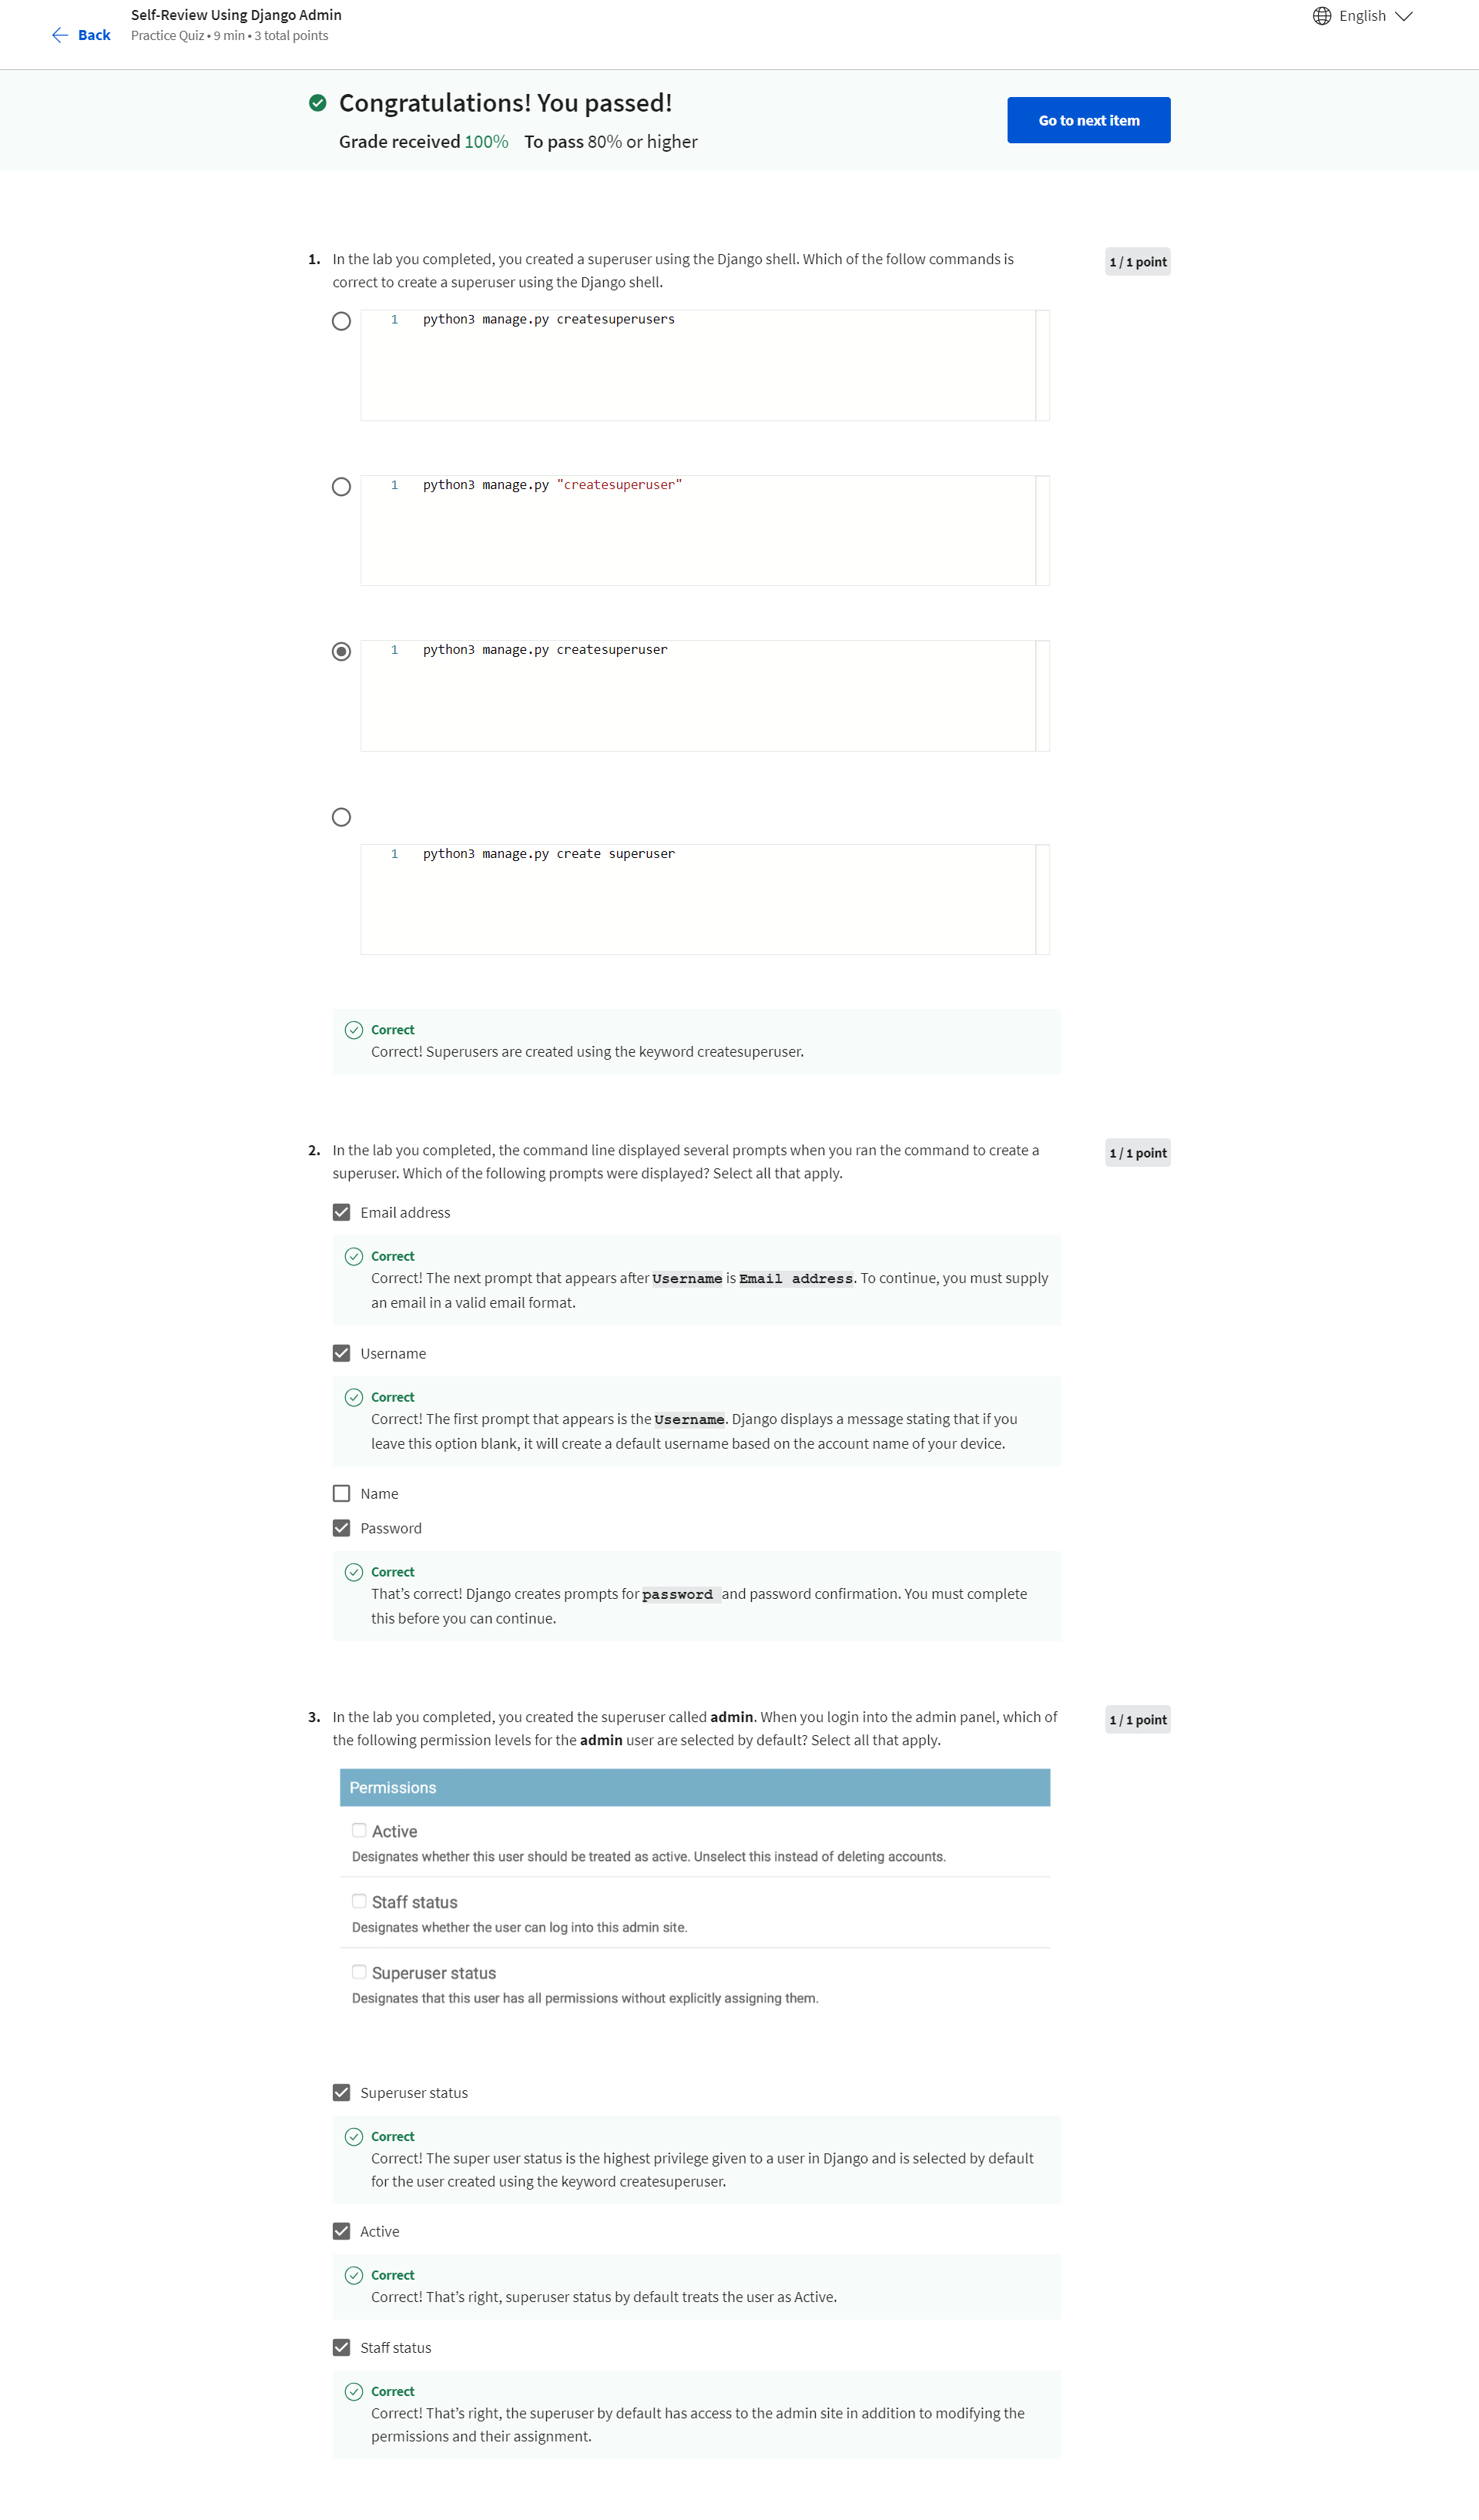 Back
Self-Review Using Django Admin
Practice Quiz • 9 min • 3 total points
English
Congratulations! You passed!
Grade received 100% To pass 80% or higher
Go to next item
1. In the lab you completed, you created a superuser using the Django shell. Which of the follow commands is
correct to create a superuser using the Django shell.
1 / 1 point
1 python3 manage.py createsuperusers
1 python3 manage.py "createsuperuser"
1 python3 manage.py createsuperuser
1 python3 manage.py create superuser
Correct
Correct! Superusers are created using the keyword createsuperuser.
2. In the lab you completed, the command line displayed several prompts when you ran the command to create a
superuser. Which of the following prompts were displayed? Select all that apply.
1 / 1 point
Email address
Correct
Correct! The next prompt that appears after Username is Email address. To continue, you must supply
an email in a valid email format.
Username
Correct
Correct! The first prompt that appears is the Username. Django displays a message stating that if you
leave this option blank, it will create a default username based on the account name of your device.
Name
Password
Correct
That’s correct! Django creates prompts for password and password confirmation. You must complete
this before you can continue.
3. In the lab you completed, you created the superuser called admin. When you login into the admin panel, which of
the following permission levels for the admin user are selected by default? Select all that apply.
1 / 1 point
Permissions
Active
Designates whether this user should be treated as active. Unselect this instead of deleting accounts.
Staff status
Designates whether the user can log into this admin site.
Superuser status
Designates that this user has all permissions without explicitly assigning them.
Superuser status
Correct
Correct! The super user status is the highest privilege given to a user in Django and is selected by default
for the user created using the keyword createsuperuser.
Active
Correct
Correct! That’s right, superuser status by default treats the user as Active.
Staff status
Correct
Correct! That’s right, the superuser by default has access to the admin site in addition to modifying the
permissions and their assignment.